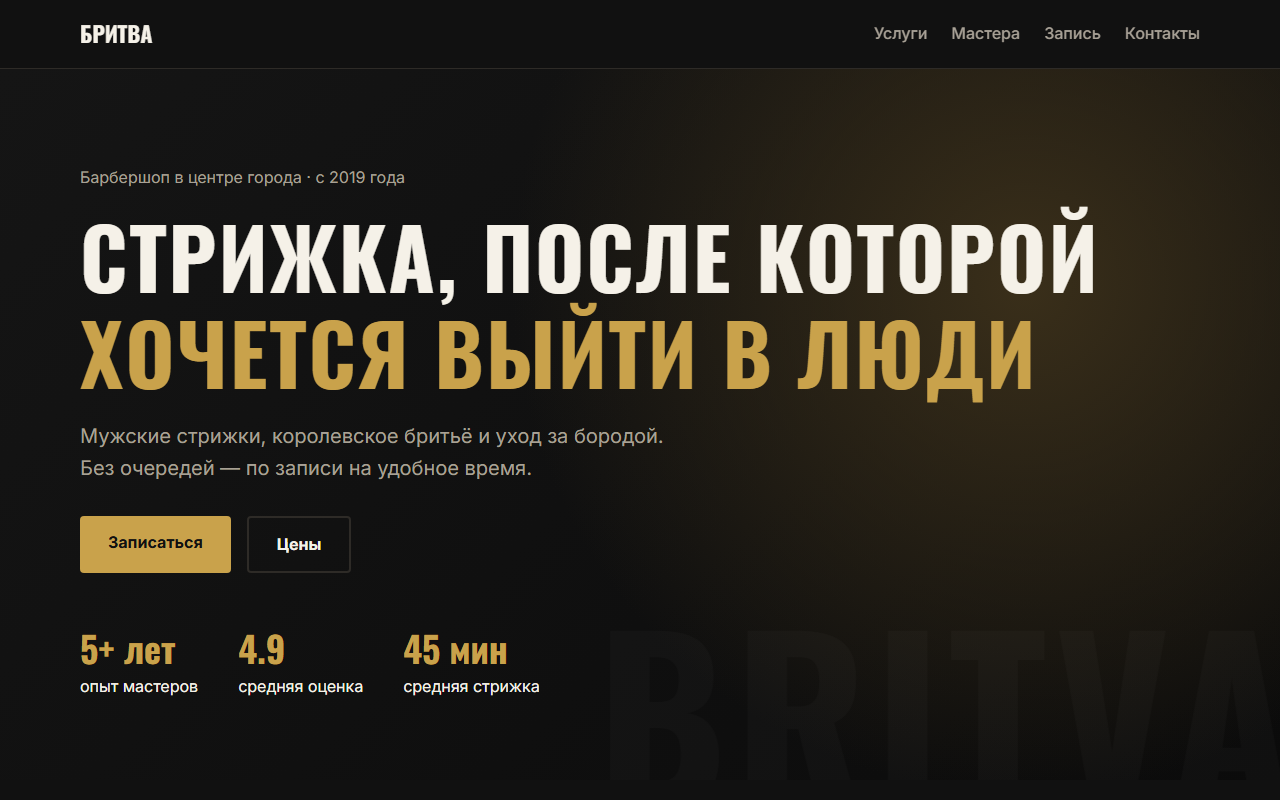 БРИТВА
Услуги Мастера Запись Контакты
Барбершоп в центре города · с 2019 года
СТРИЖКА, ПОСЛЕ КОТОРОЙ
ХОЧЕТСЯ ВЫЙТИ В ЛЮДИ
Мужские стрижки, королевское бритьё и уход за бородой.
Без очередей — по записи на удобное время.
Записаться Цены
5+ лет 4.9 45 мин
опыт мастеров средняя оценка средняя стрижка
BRITVA